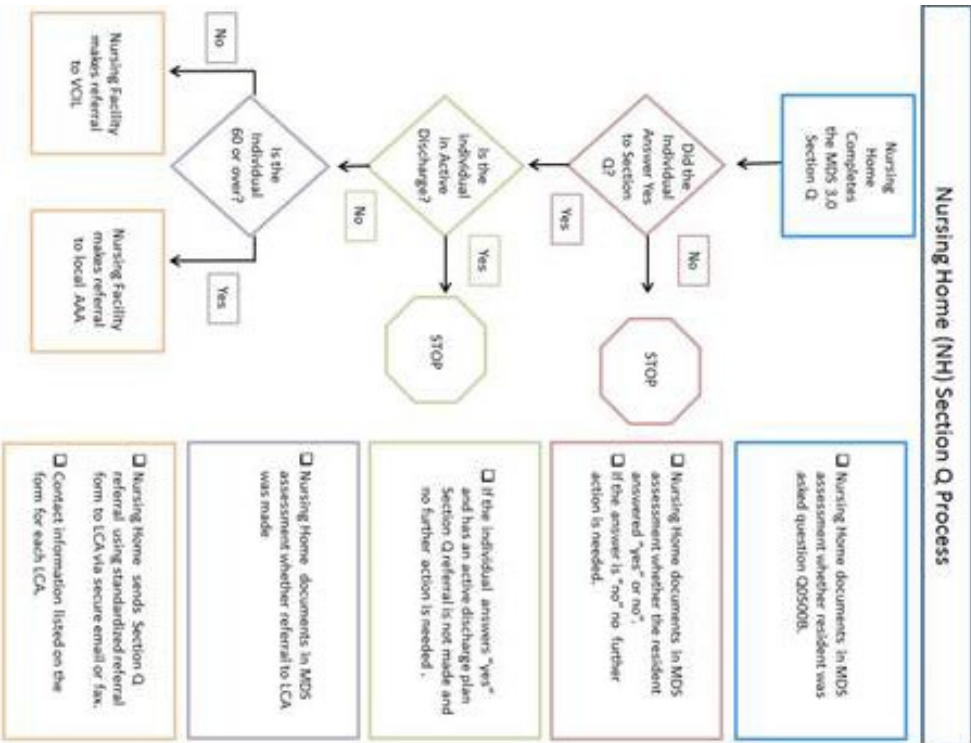 Nursing Home (NH) Section Q Process
Nursing
Home
Completes
the MDS 3.0
Section Q
Did the
Individual
Answer Yes
to Section
Q?
No
STOP
Yes
Is the
individual
in Active
Discharge?
Yes
STOP
No
Is the
Individual
60 or over?
No
Yes
Nursing Facility
makes referral
to VCIL
Nursing Facility
makes referral
to local AAA
❑ Nursing Home documents in MDS
assessment whether resident was
asked question Q0500B.
❑ Nursing Home documents in MDS
assessment whether the resident
answered "yes" or no".
❑ If the answer is "no" no further
action is needed.
❑ If the individual answers "yes"
and has an active discharge plan
Section Q referral is not made and
no further action is needed .
❑ Nursing Home documents in MDS
assessment whether referral to LCA
was made
❑ Nursing Home sends Section Q
referral using standardized referral
form to LCA via secure email or fax.
❑ Contact information listed on the
form for each LCA.